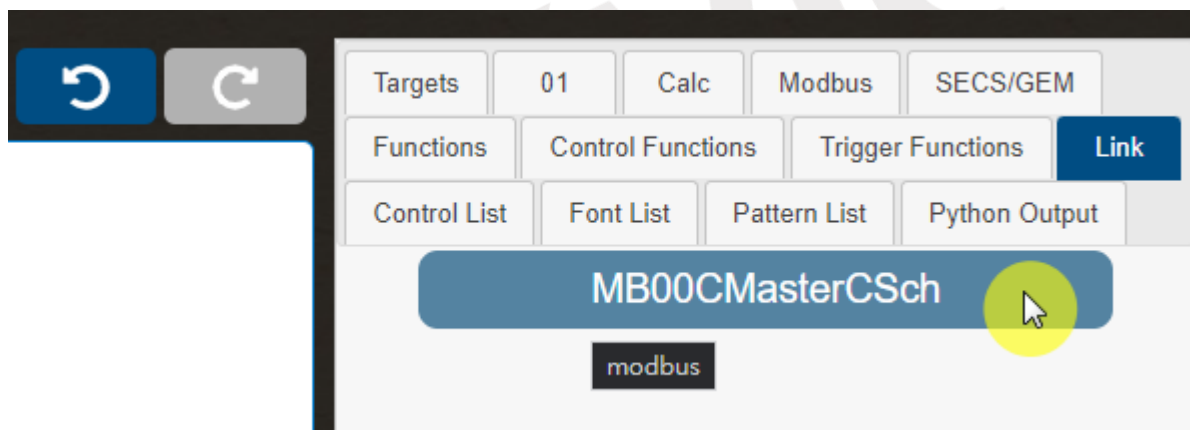 Targets 01 Calc Modbus SECS/GEM
Functions Control Functions Trigger Functions Link
Control List Font List Pattern List Python Output
MB00CMasterCSch
modbus